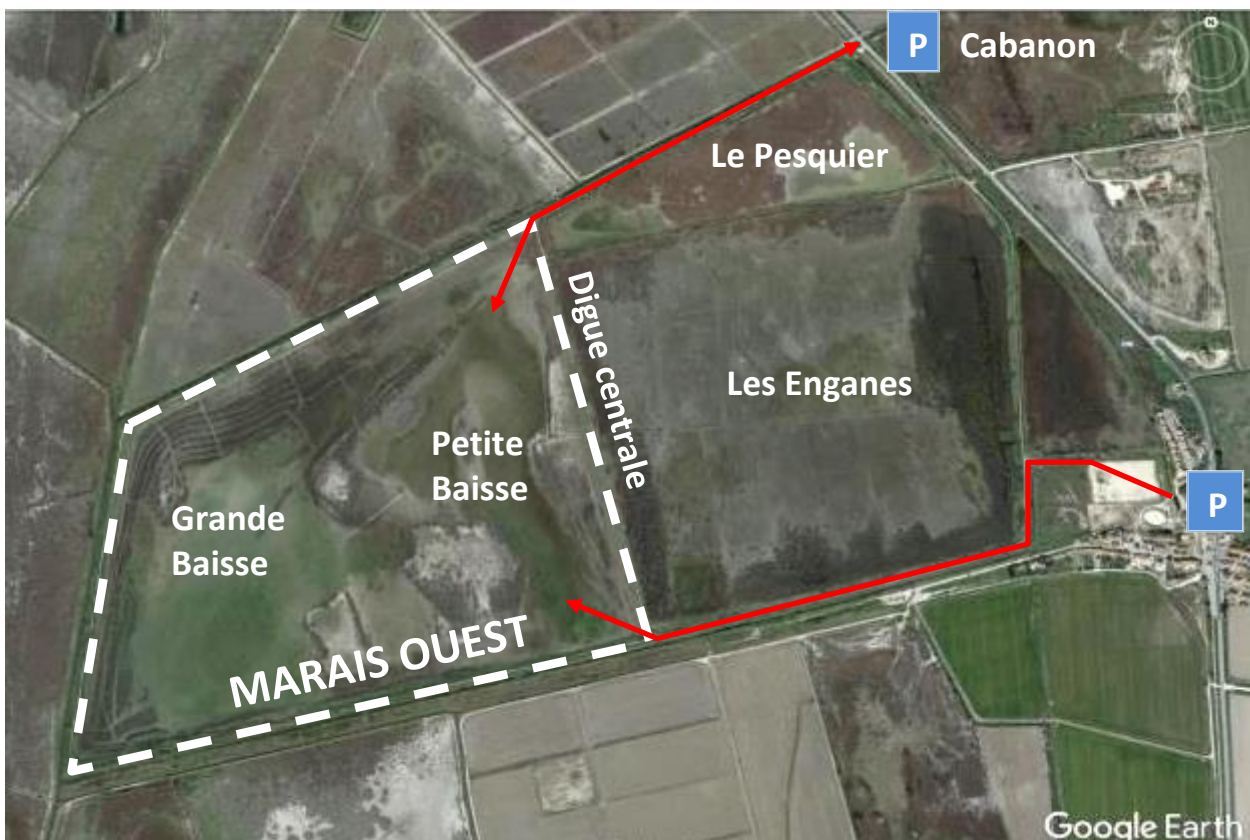 P Cabanon
Le Pesquier
Digue centrale
Les Enganes
Petite
Baisse
Grande
Baisse
P
MARAIS OUEST
Google Earth